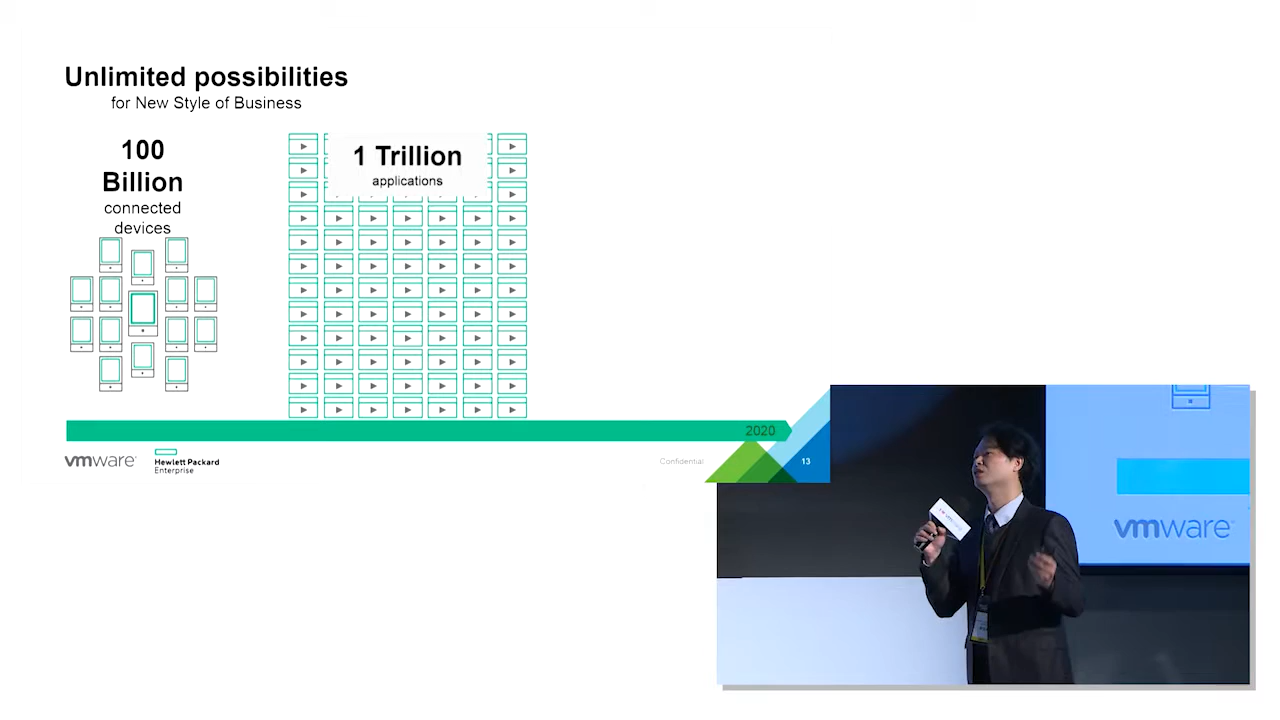 Unlimited possibilities
for New Style of Business
100
Billion
connected
devices
1 Trillion
applications
2020
vmware
Hewlett Packard
Enterprise
Confidential
13
vmware